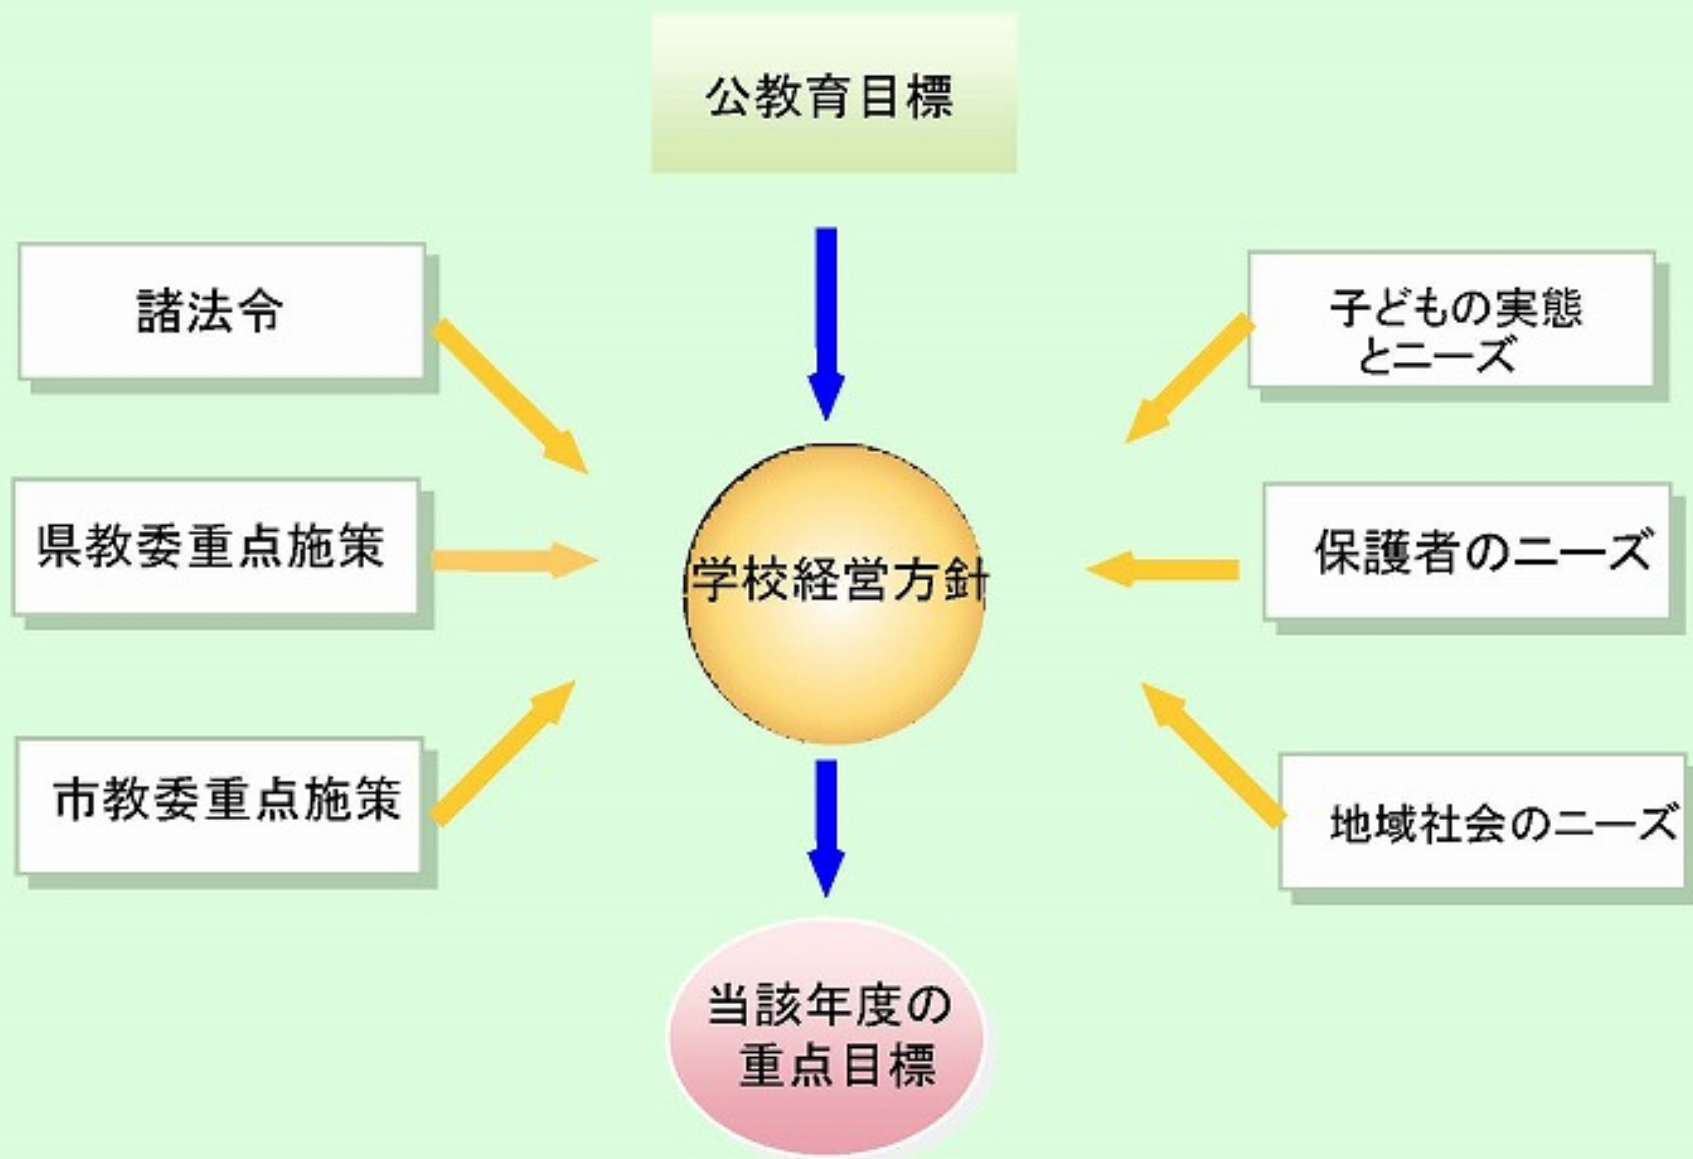 公教育目標
諸法令
子どもの実態
とニーズ
県教委重点施策
学校経営方針
保護者のニーズ
市教委重点施策
地域社会のニーズ
当該年度の
重点目標